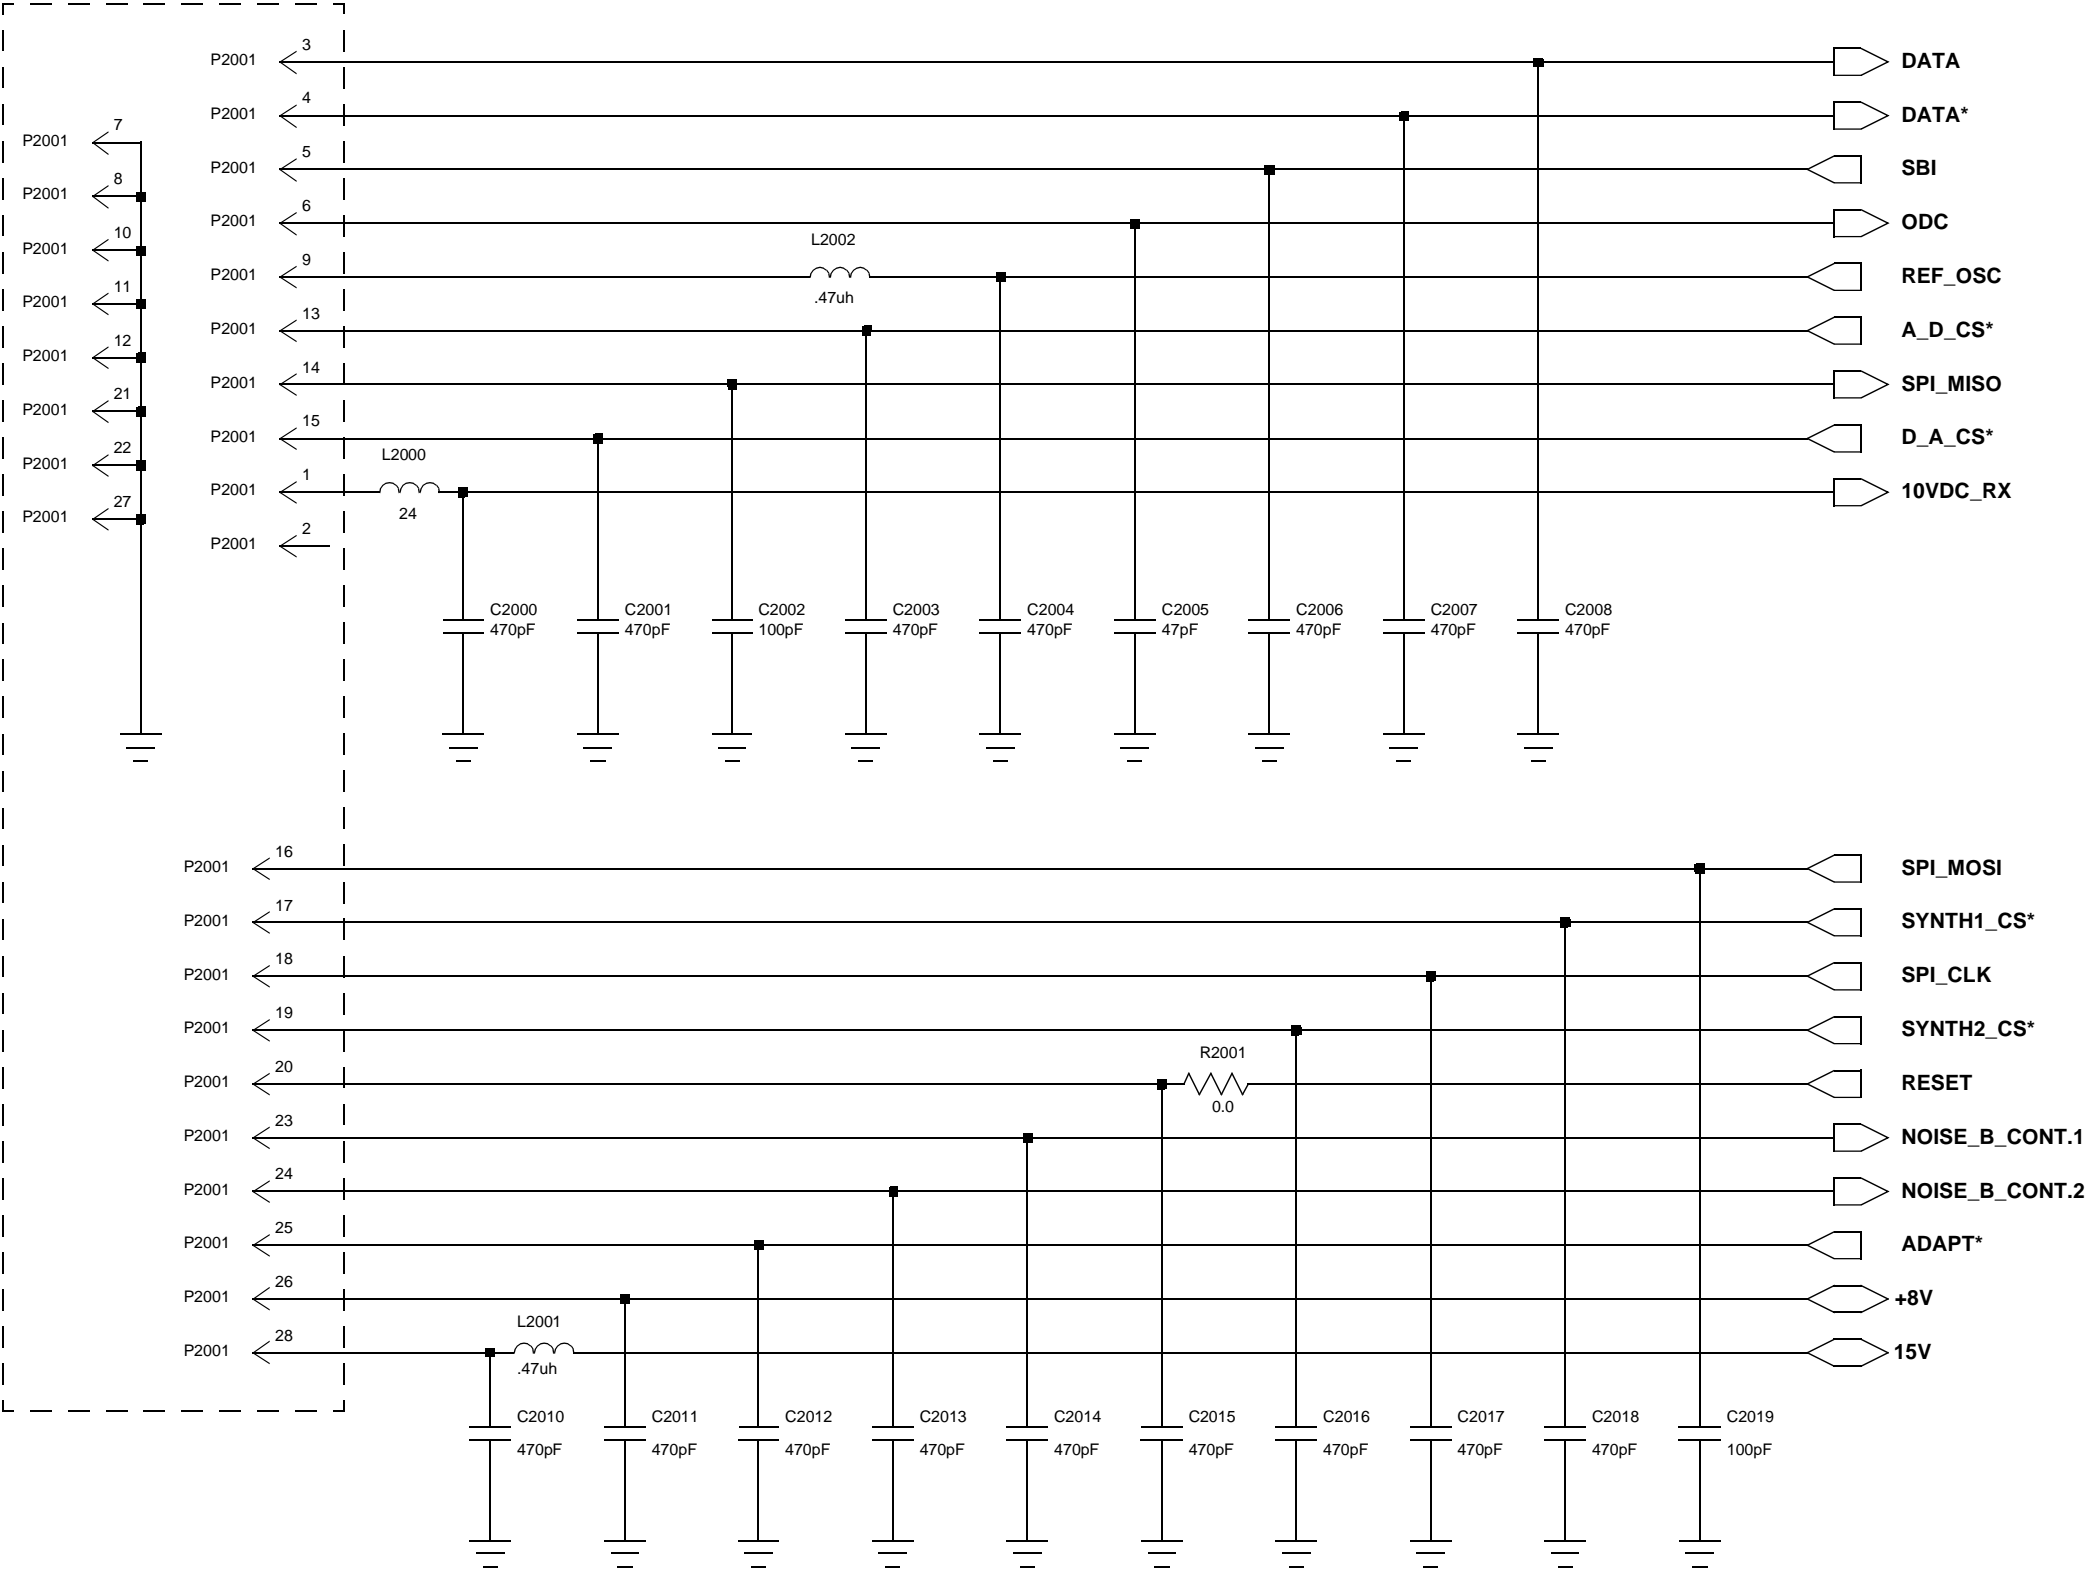 P2001 3 DATA
P2001 4 DATA*
P2001 7
P2001 5 SBI
P2001 8
P2001 6 ODC
P2001 10
L2002
P2001 9 .47uh REF_OSC
P2001 11
P2001 13 A_D_CS*
P2001 12
P2001 14 SPI_MISO
P2001 21
P2001 15 D_A_CS*
P2001 22
L2000
P2001 1 24 10VDC_RX
P2001 27
P2001 2
C2000 C2001 C2002 C2003 C2004 C2005 C2006 C2007 C2008
470pF 470pF 100pF 470pF 470pF 47pF 470pF 470pF 470pF
P2001 16 SPI_MOSI
P2001 17 SYNTH1_CS*
P2001 18 SPI_CLK
P2001 19 SYNTH2_CS*
R2001
P2001 20 0.0 RESET
P2001 23 NOISE_B_CONT.1
P2001 24 NOISE_B_CONT.2
P2001 25 ADAPT*
P2001 26 +8V
L2001
P2001 28 .47uh 15V
C2010 C2011 C2012 C2013 C2014 C2015 C2016 C2017 C2018 C2019
470pF 470pF 470pF 470pF 470pF 470pF 470pF 470pF 470pF 100pF